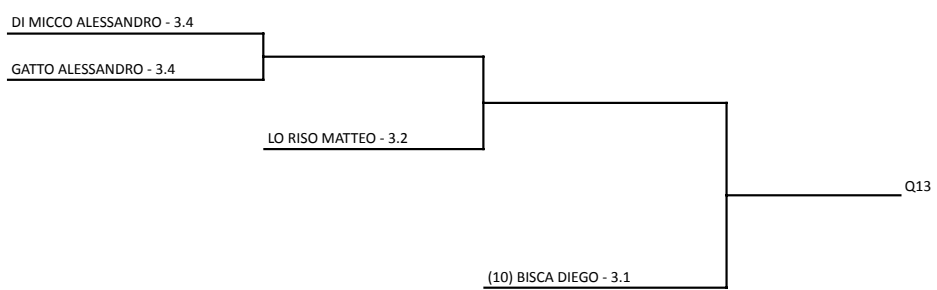 DI MICCO ALESSANDRO - 3.4
GATTO ALESSANDRO - 3.4
LO RISO MATTEO - 3.2
Q13
(10) BISCA DIEGO - 3.1